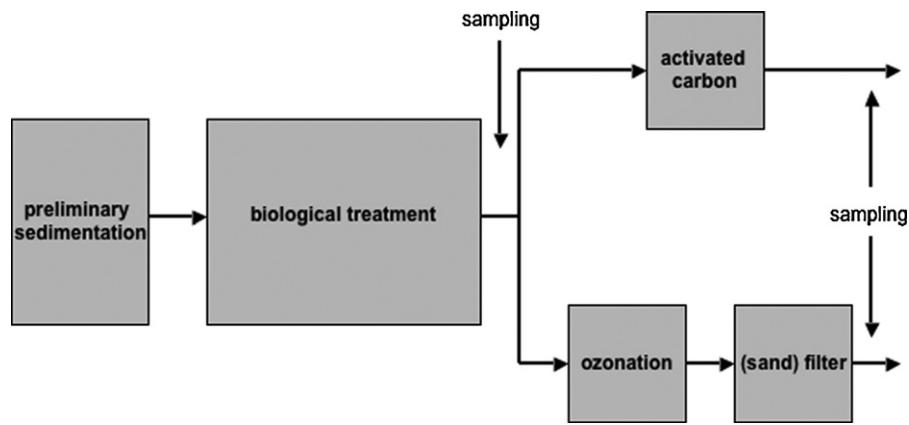 sampling
activated
carbon
preliminary
sedimentation
biological treatment
sampling
ozonation
(sand) filter